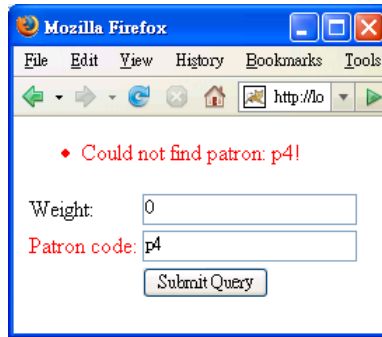 Mozilla Firefox
File Edit View History Bookmarks Tools
http://lo
Could not find patron: p4!
Weight: 0
Patron code: p4
Submit Query